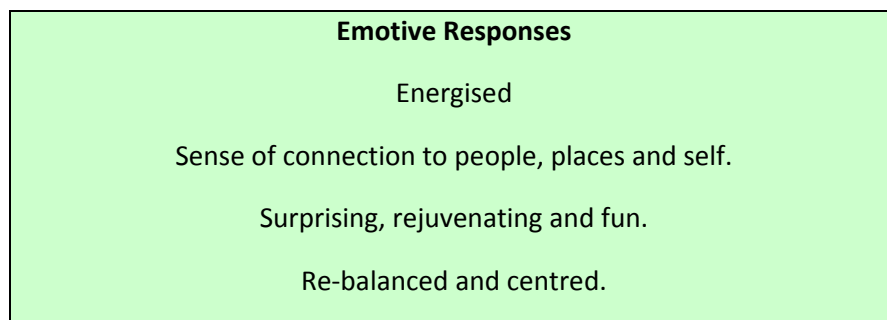 Emotive Responses
Energised
Sense of connection to people, places and self.
Surprising, rejuvenating and fun.
Re-balanced and centred.